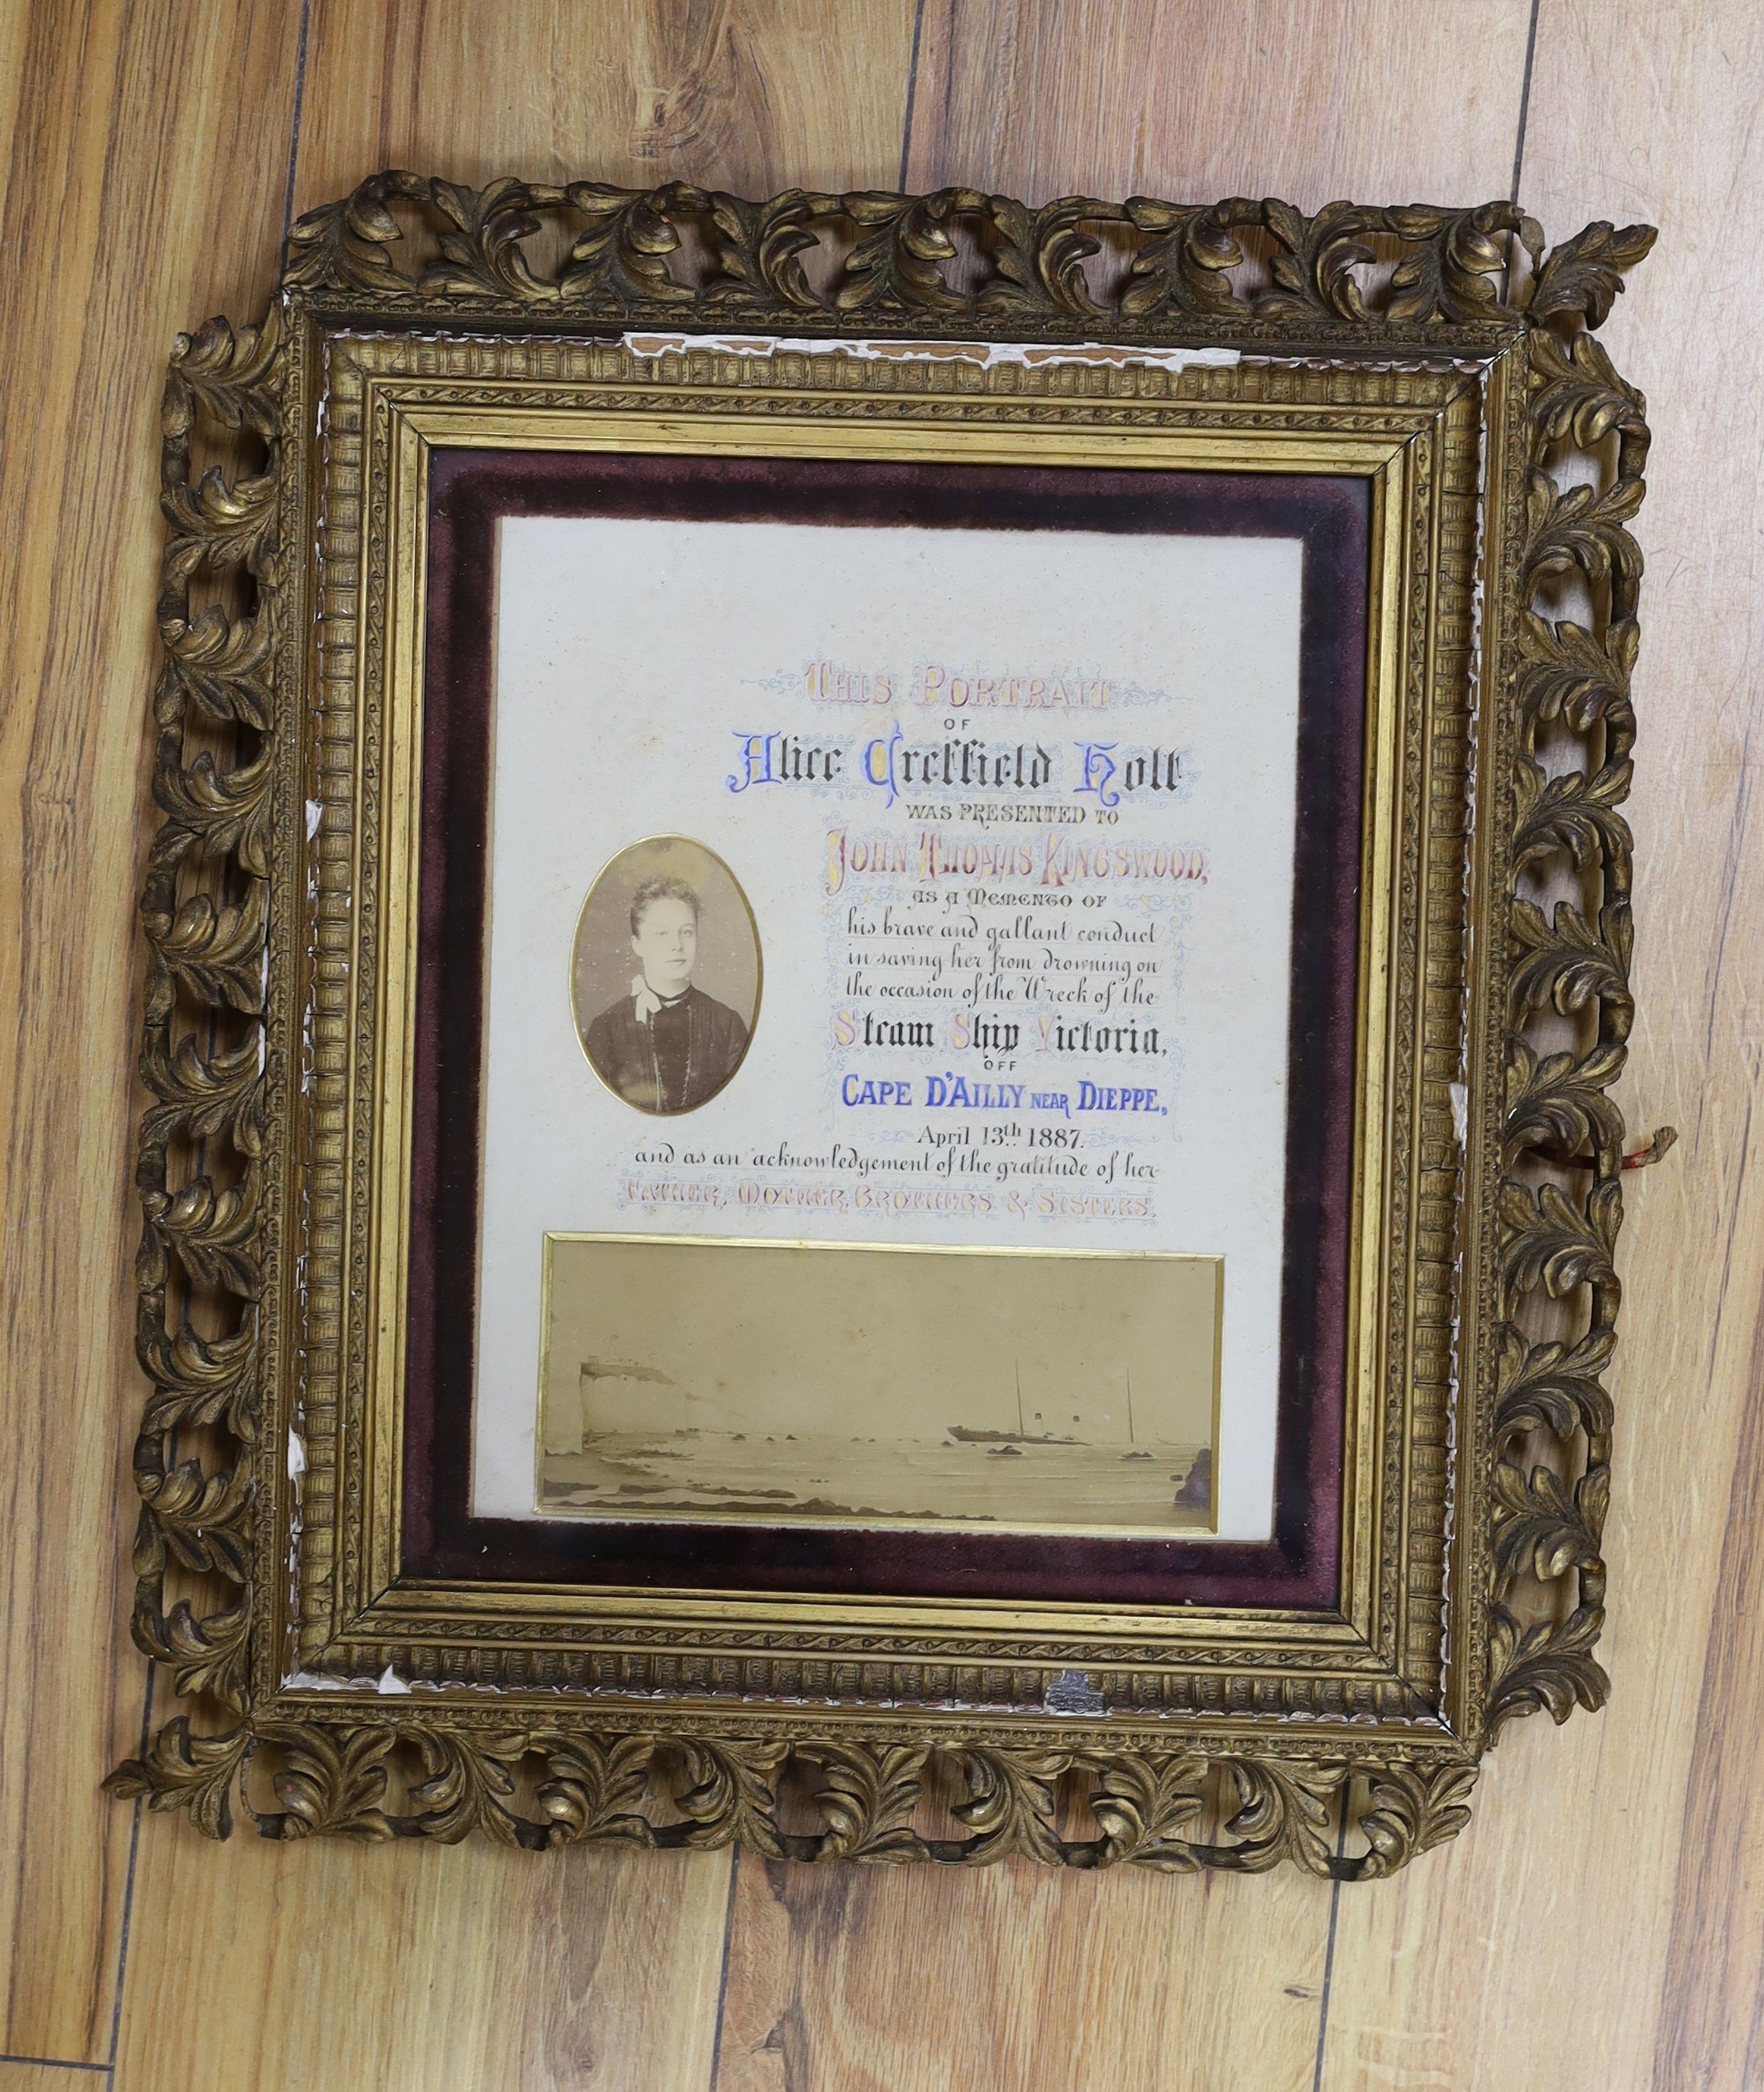 THIS PORTRAIT
OF
Alice Creffield Holt
WAS PRESENTED TO
JOHN THOMAS KINGSWOOD,
AS A MEMENTO OF
his brave and gallant conduct
in saving her from drowning on
the occasion of the Wreck of the
Steam Ship Victoria,
OFF
CAPE D'AILLY NEAR DIEPPE,
April 13th 1887.
and as an acknowledgement of the gratitude of her
FATHER, MOTHER, BROTHERS & SISTERS.